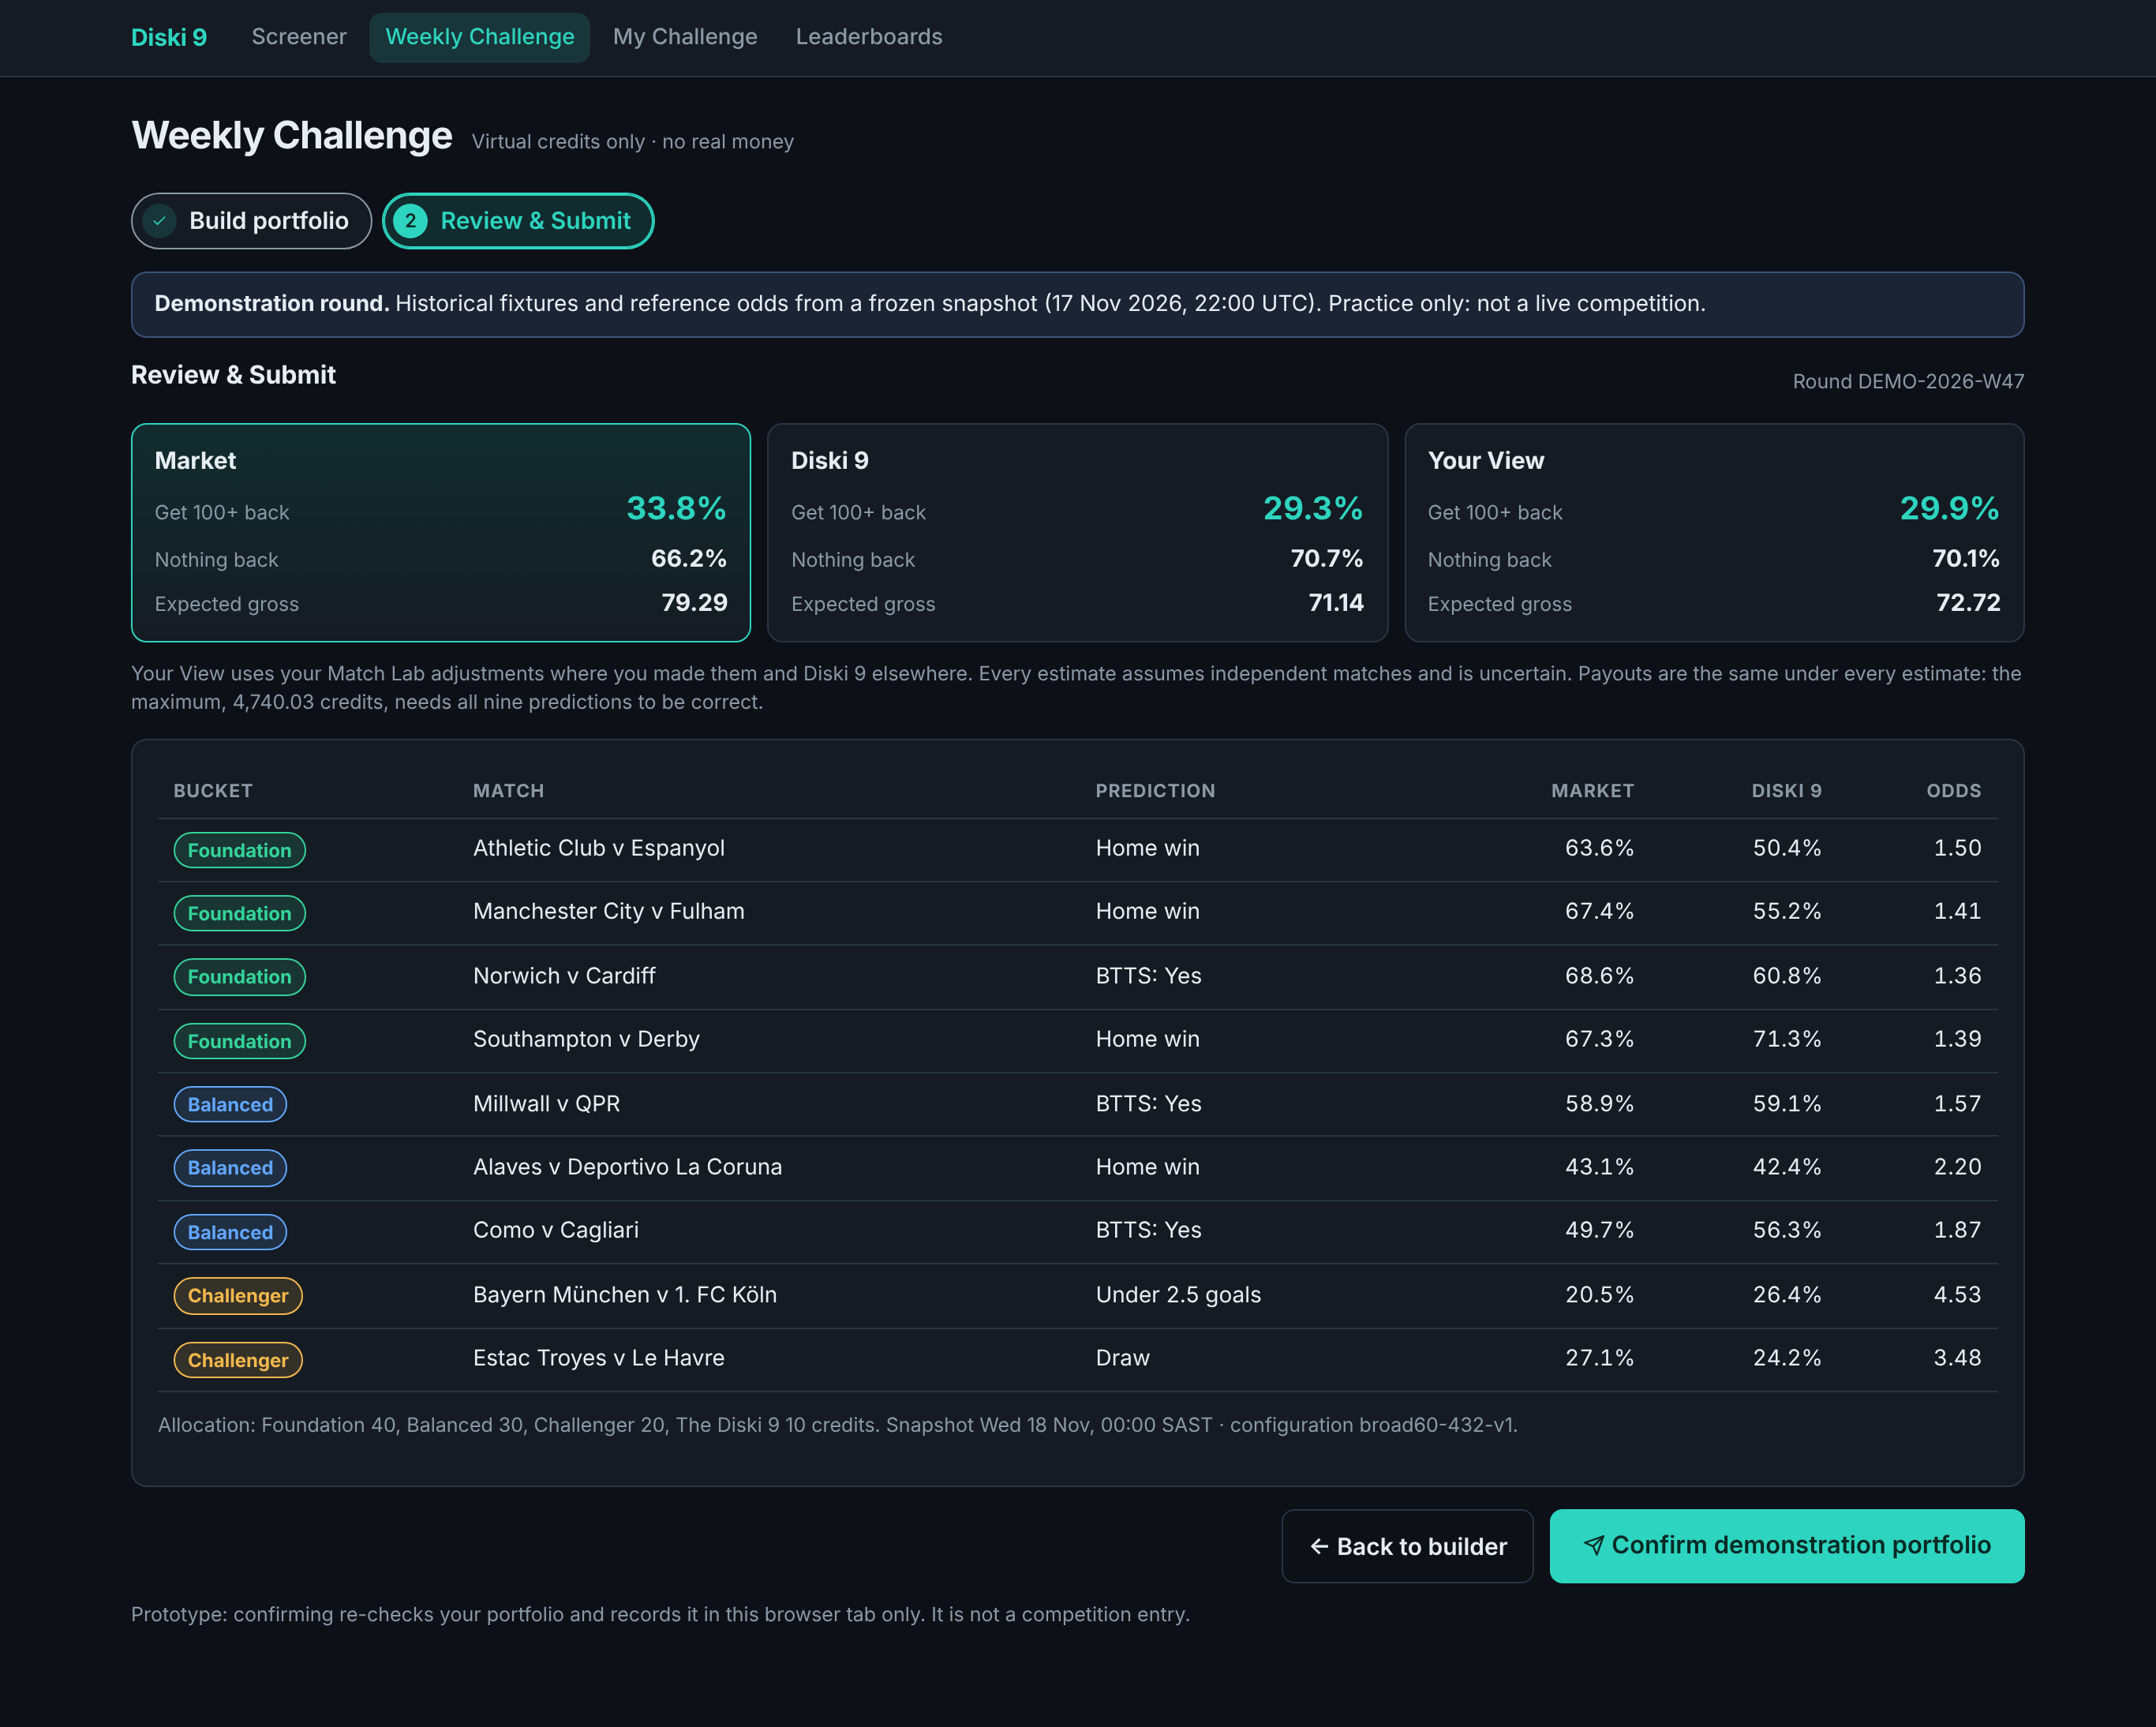 Diski 9 Screener Weekly Challenge My Challenge Leaderboards
Weekly Challenge Virtual credits only · no real money
✓ Build portfolio 2 Review & Submit
Demonstration round. Historical fixtures and reference odds from a frozen snapshot (17 Nov 2026, 22:00 UTC). Practice only: not a live competition.
Review & Submit Round DEMO-2026-W47
Market
Get 100+ back 33.8%
Nothing back 66.2%
Expected gross 79.29
Diski 9
Get 100+ back 29.3%
Nothing back 70.7%
Expected gross 71.14
Your View
Get 100+ back 29.9%
Nothing back 70.1%
Expected gross 72.72
Your View uses your Match Lab adjustments where you made them and Diski 9 elsewhere. Every estimate assumes independent matches and is uncertain. Payouts are the same under every estimate: the
maximum, 4,740.03 credits, needs all nine predictions to be correct.
BUCKET MATCH PREDICTION MARKET DISKI 9 ODDS
Foundation Athletic Club v Espanyol Home win 63.6% 50.4% 1.50
Foundation Manchester City v Fulham Home win 67.4% 55.2% 1.41
Foundation Norwich v Cardiff BTTS: Yes 68.6% 60.8% 1.36
Foundation Southampton v Derby Home win 67.3% 71.3% 1.39
Balanced Millwall v QPR BTTS: Yes 58.9% 59.1% 1.57
Balanced Alaves v Deportivo La Coruna Home win 43.1% 42.4% 2.20
Balanced Como v Cagliari BTTS: Yes 49.7% 56.3% 1.87
Challenger Bayern München v 1. FC Köln Under 2.5 goals 20.5% 26.4% 4.53
Challenger Estac Troyes v Le Havre Draw 27.1% 24.2% 3.48
Allocation: Foundation 40, Balanced 30, Challenger 20, The Diski 9 10 credits. Snapshot Wed 18 Nov, 00:00 SAST · configuration broad60-432-v1.
← Back to builder Confirm demonstration portfolio
Prototype: confirming re-checks your portfolio and records it in this browser tab only. It is not a competition entry.